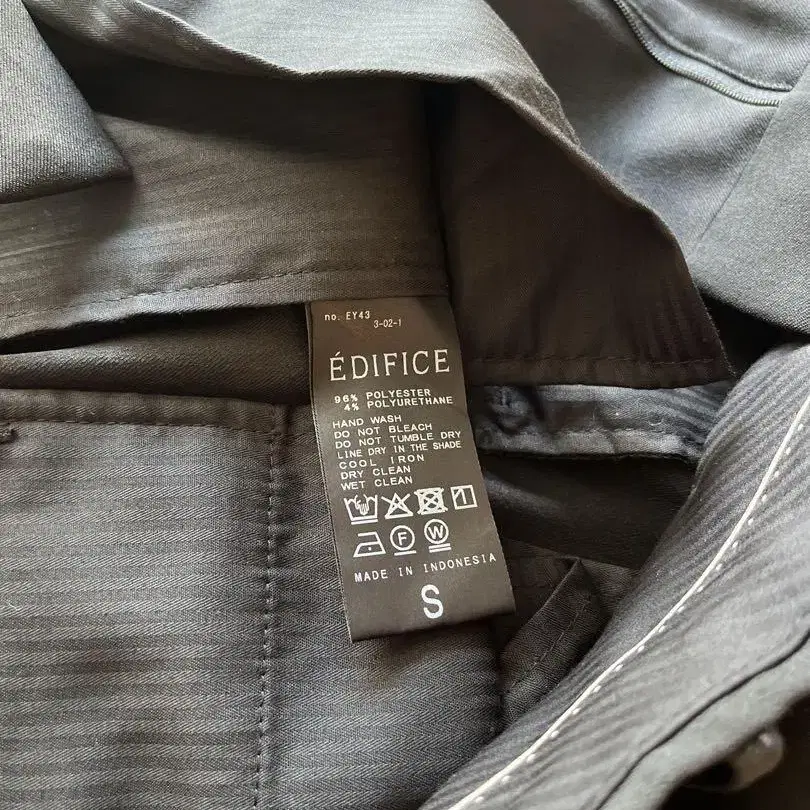 no. EY43
3-02-1
ÉDIFICE
96% POLYESTER
4% POLYURETHANE
HAND WASH
DO NOT BLEACH
DO NOT TUMBLE DRY
LINE DRY IN THE SHADE
COOL IRON
DRY CLEAN
WET CLEAN
F W
MADE IN INDONESIA
S